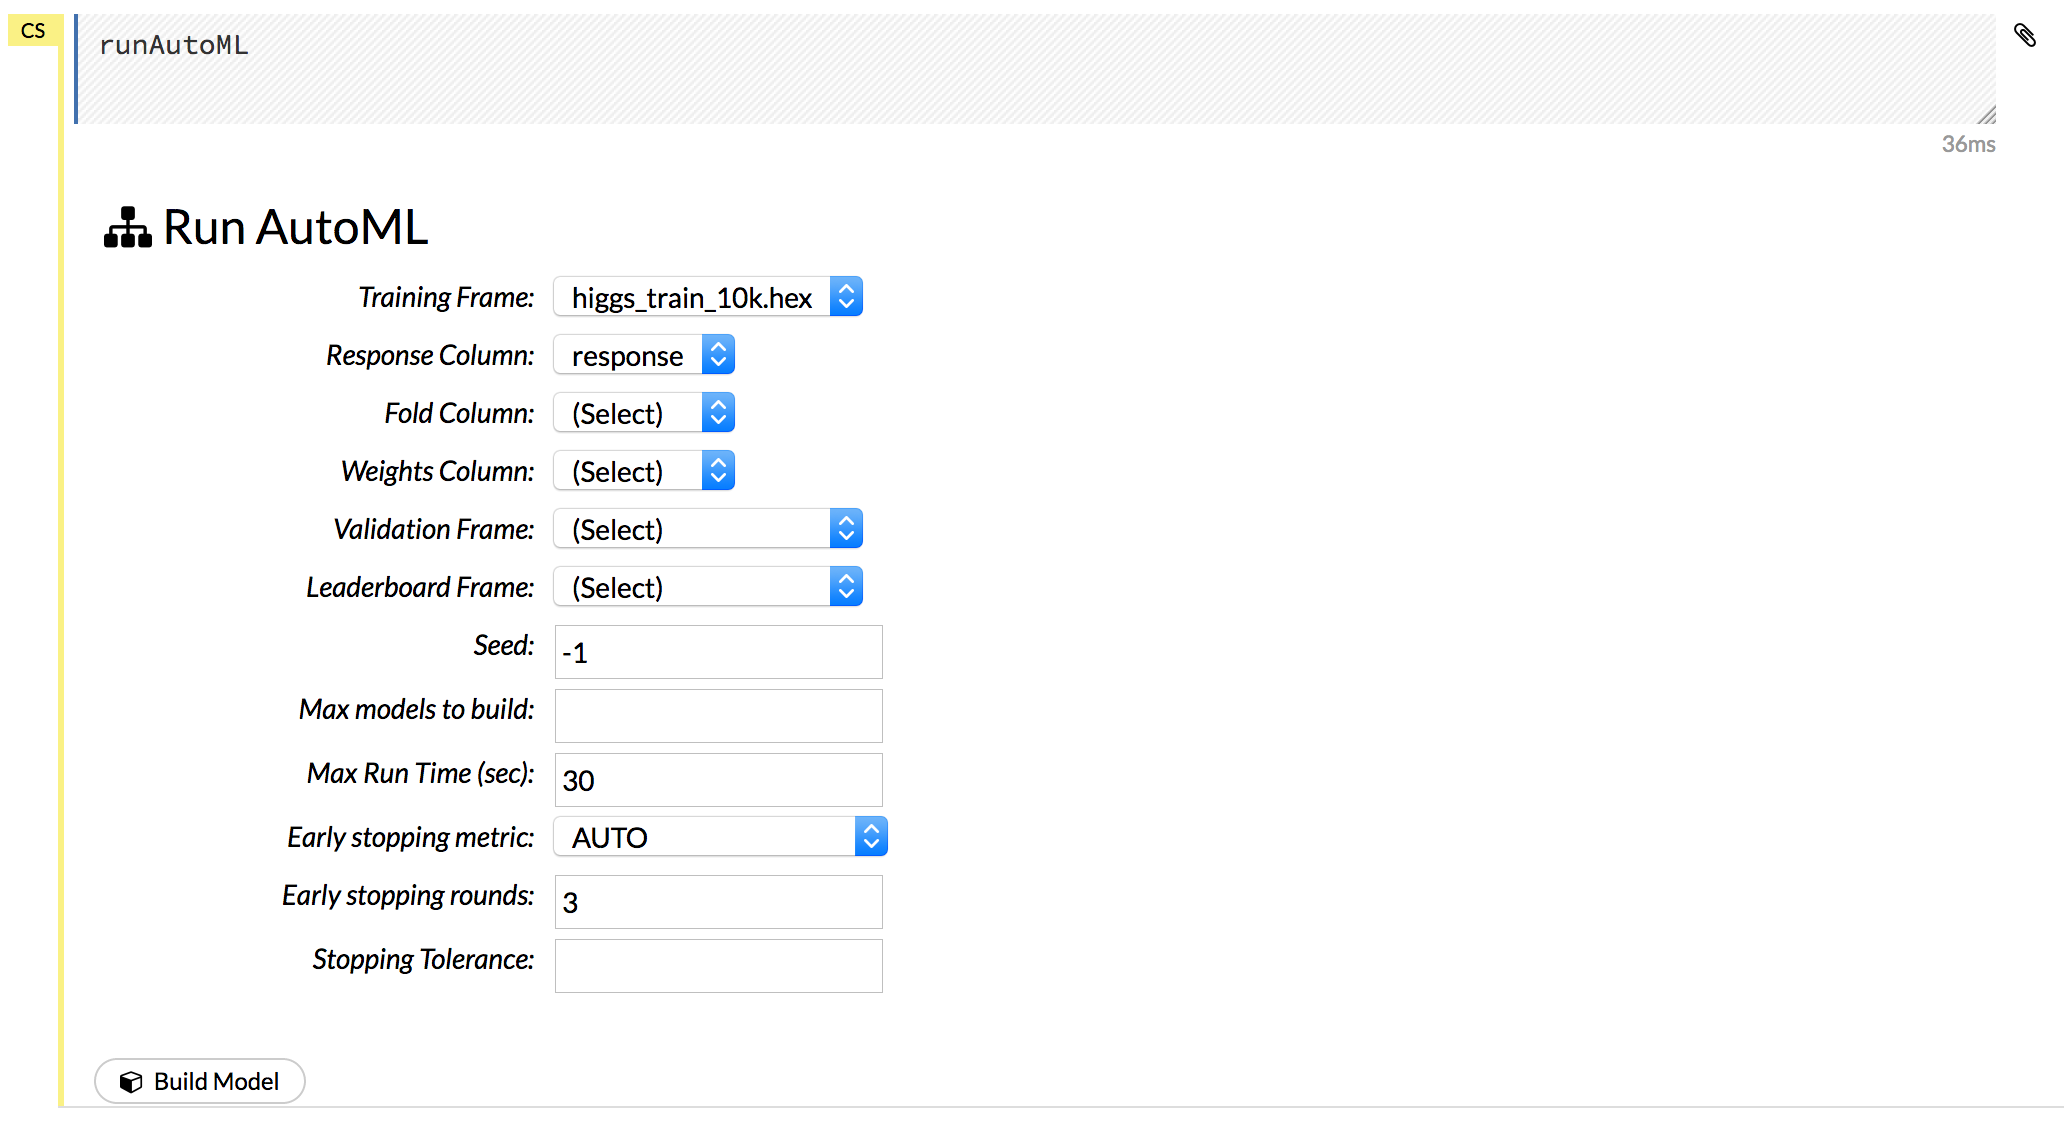 CS
runAutoML
36ms
Run AutoML
Training Frame: higgs_train_10k.hex
Response Column: response
Fold Column: (Select)
Weights Column: (Select)
Validation Frame: (Select)
Leaderboard Frame: (Select)
Seed: -1
Max models to build:
Max Run Time (sec): 30
Early stopping metric: AUTO
Early stopping rounds: 3
Stopping Tolerance:
Build Model